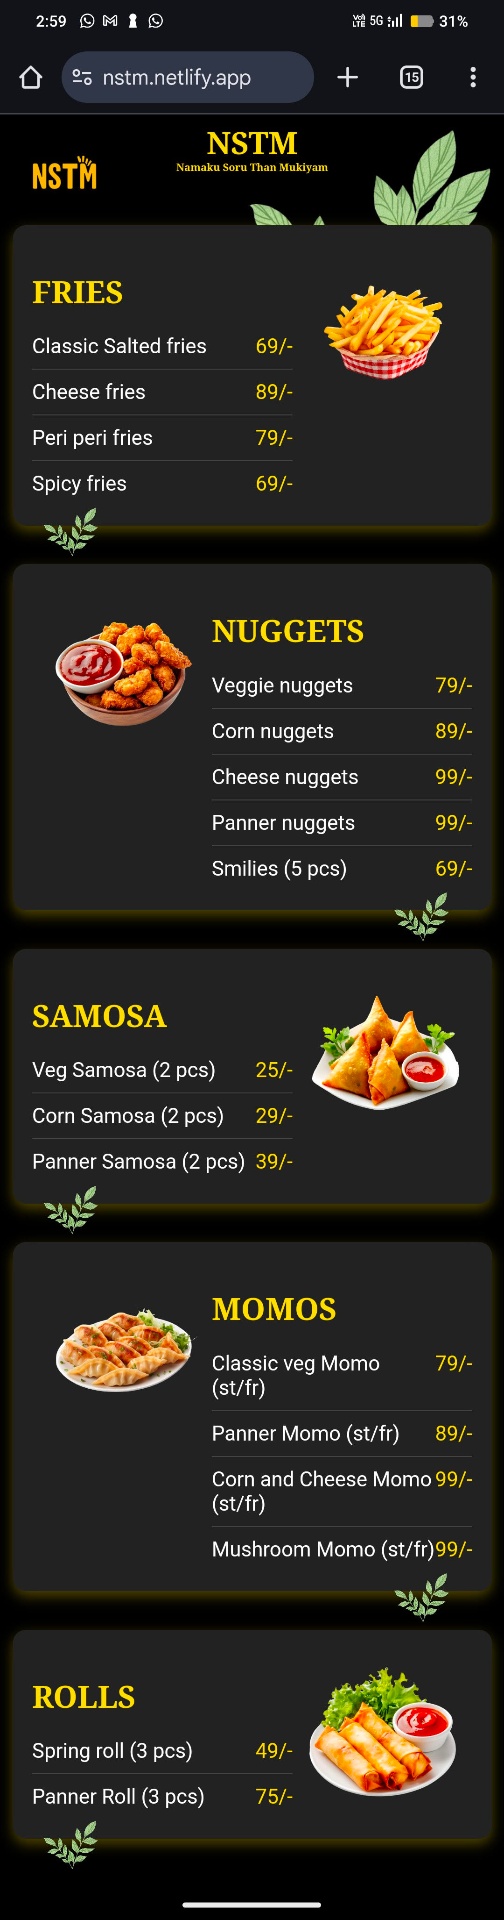 2:59
Vo) LTE 5G 31%
nstm.netlify.app
15
NSTM
NSTM
Namaku Soru Than Mukiyam
FRIES
Classic Salted fries 69/-
Cheese fries 89/-
Peri peri fries 79/-
Spicy fries 69/-
NUGGETS
Veggie nuggets 79/-
Corn nuggets 89/-
Cheese nuggets 99/-
Panner nuggets 99/-
Smilies (5 pcs) 69/-
SAMOSA
Veg Samosa (2 pcs) 25/-
Corn Samosa (2 pcs) 29/-
Panner Samosa (2 pcs) 39/-
MOMOS
Classic veg Momo 79/-
(st/fr)
Panner Momo (st/fr) 89/-
Corn and Cheese Momo 99/-
(st/fr)
Mushroom Momo (st/fr) 99/-
ROLLS
Spring roll (3 pcs) 49/-
Panner Roll (3 pcs) 75/-